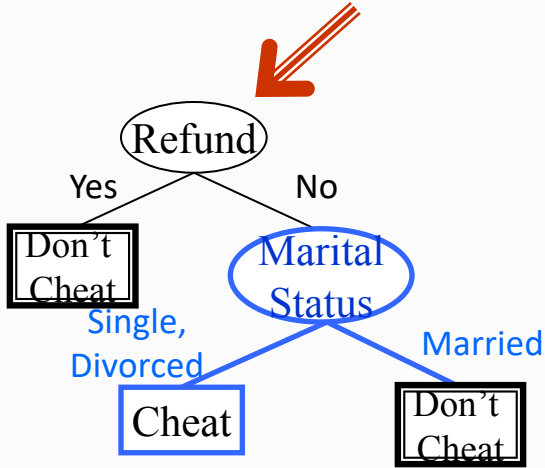 Refund
Yes
No
Don’t
Cheat
Marital
Status
Single,
Divorced
Married
Cheat
Don’t
Cheat